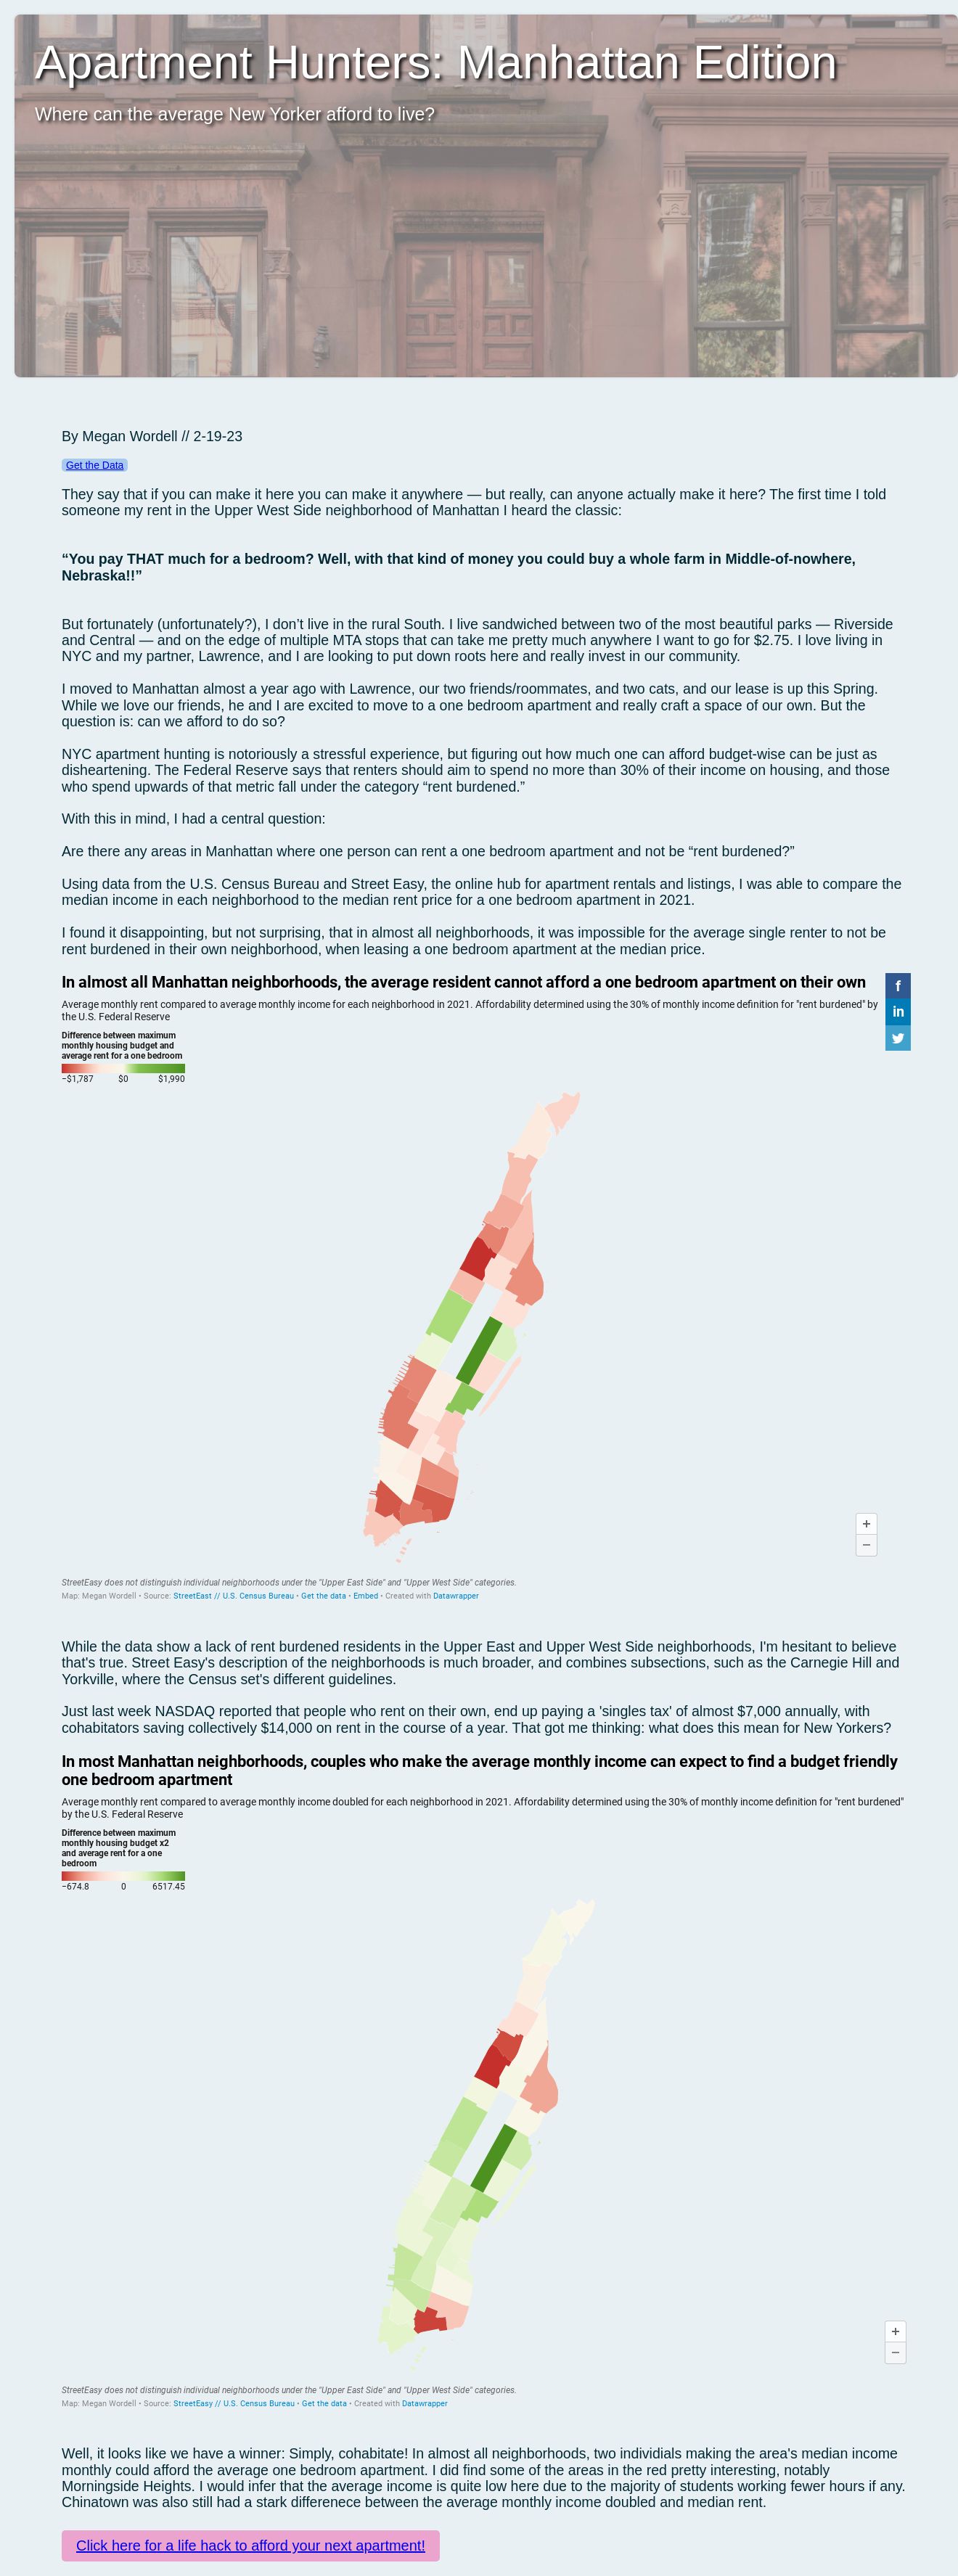 Apartment Hunters: Manhattan Edition
Where can the average New Yorker afford to live?
By Megan Wordell // 2-19-23
Get the Data
They say that if you can make it here you can make it anywhere — but really, can anyone actually make it here? The first time I told
someone my rent in the Upper West Side neighborhood of Manhattan I heard the classic:
“You pay THAT much for a bedroom? Well, with that kind of money you could buy a whole farm in Middle-of-nowhere,
Nebraska!!”
But fortunately (unfortunately?), I don’t live in the rural South. I live sandwiched between two of the most beautiful parks — Riverside
and Central — and on the edge of multiple MTA stops that can take me pretty much anywhere I want to go for $2.75. I love living in
NYC and my partner, Lawrence, and I are looking to put down roots here and really invest in our community.
I moved to Manhattan almost a year ago with Lawrence, our two friends/roommates, and two cats, and our lease is up this Spring.
While we love our friends, he and I are excited to move to a one bedroom apartment and really craft a space of our own. But the
question is: can we afford to do so?
NYC apartment hunting is notoriously a stressful experience, but figuring out how much one can afford budget-wise can be just as
disheartening. The Federal Reserve says that renters should aim to spend no more than 30% of their income on housing, and those
who spend upwards of that metric fall under the category “rent burdened.”
With this in mind, I had a central question:
Are there any areas in Manhattan where one person can rent a one bedroom apartment and not be “rent burdened?”
Using data from the U.S. Census Bureau and Street Easy, the online hub for apartment rentals and listings, I was able to compare the
median income in each neighborhood to the median rent price for a one bedroom apartment in 2021.
I found it disappointing, but not surprising, that in almost all neighborhoods, it was impossible for the average single renter to not be
rent burdened in their own neighborhood, when leasing a one bedroom apartment at the median price.
In almost all Manhattan neighborhoods, the average resident cannot afford a one bedroom apartment on their own
f
in
Average monthly rent compared to average monthly income for each neighborhood in 2021. Affordability determined using the 30% of monthly income definition for "rent burdened" by
the U.S. Federal Reserve
Difference between maximum
monthly housing budget and
average rent for a one bedroom
−$1,787 $0 $1,990
+
−
StreetEasy does not distinguish individual neighborhoods under the "Upper East Side" and "Upper West Side" categories.
Map: Megan Wordell • Source: StreetEast // U.S. Census Bureau • Get the data • Embed • Created with Datawrapper
While the data show a lack of rent burdened residents in the Upper East and Upper West Side neighborhoods, I'm hesitant to believe
that's true. Street Easy's description of the neighborhoods is much broader, and combines subsections, such as the Carnegie Hill and
Yorkville, where the Census set's different guidelines.
Just last week NASDAQ reported that people who rent on their own, end up paying a 'singles tax' of almost $7,000 annually, with
cohabitators saving collectively $14,000 on rent in the course of a year. That got me thinking: what does this mean for New Yorkers?
In most Manhattan neighborhoods, couples who make the average monthly income can expect to find a budget friendly
one bedroom apartment
Average monthly rent compared to average monthly income doubled for each neighborhood in 2021. Affordability determined using the 30% of monthly income definition for "rent burdened"
by the U.S. Federal Reserve
Difference between maximum
monthly housing budget x2
and average rent for a one
bedroom
−674.8 0 6517.45
+
−
StreetEasy does not distinguish individual neighborhoods under the "Upper East Side" and "Upper West Side" categories.
Map: Megan Wordell • Source: StreetEasy // U.S. Census Bureau • Get the data • Created with Datawrapper
Well, it looks like we have a winner: Simply, cohabitate! In almost all neighborhoods, two individials making the area's median income
monthly could afford the average one bedroom apartment. I did find some of the areas in the red pretty interesting, notably
Morningside Heights. I would infer that the average income is quite low here due to the majority of students working fewer hours if any.
Chinatown was also still had a stark differenece between the average monthly income doubled and median rent.
Click here for a life hack to afford your next apartment!